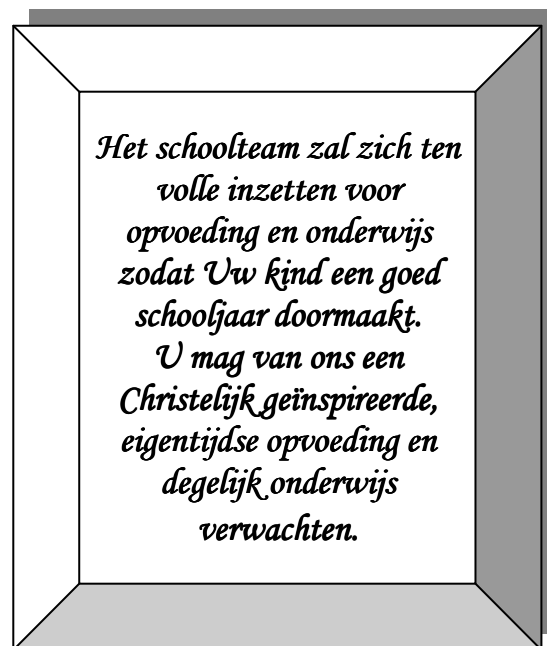 Het schoolteam zal zich ten
volle inzetten voor
opvoeding en onderwijs
zodat Uw kind een goed
schooljaar doormaakt.
U mag van ons een
Christelijk geïnspireerde,
eigentijdse opvoeding en
degelijk onderwijs
verwachten.